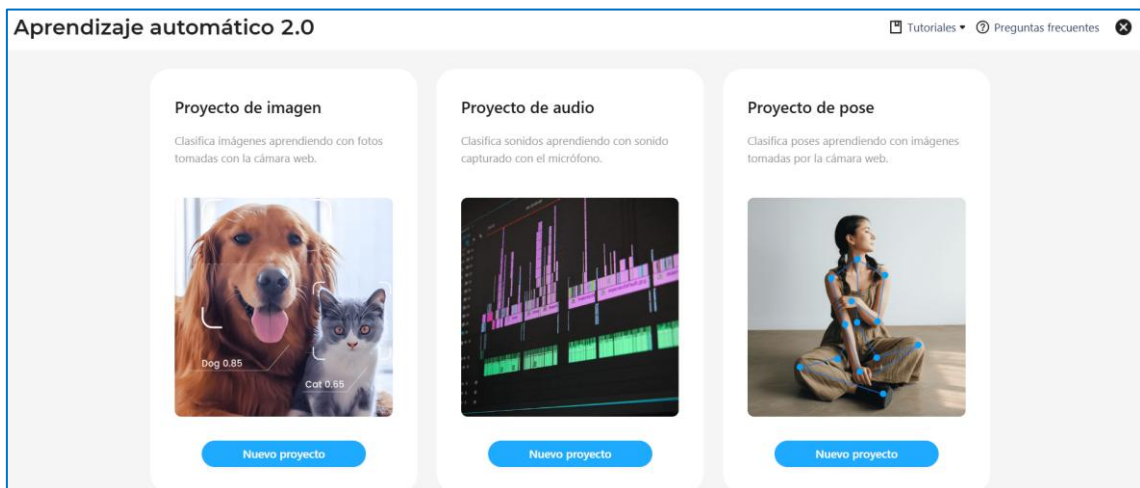 Aprendizaje automático 2.0
Tutoriales
Preguntas frecuentes
Proyecto de imagen
Clasifica imágenes aprendiendo con fotos
tomadas con la cámara web.
Dog 0.85
Cat 0.65
Nuevo proyecto
Proyecto de audio
Clasifica sonidos aprendiendo con sonido
capturado con el micrófono.
Nuevo proyecto
Proyecto de pose
Clasifica poses aprendiendo con imágenes
tomadas por la cámara web.
Nuevo proyecto